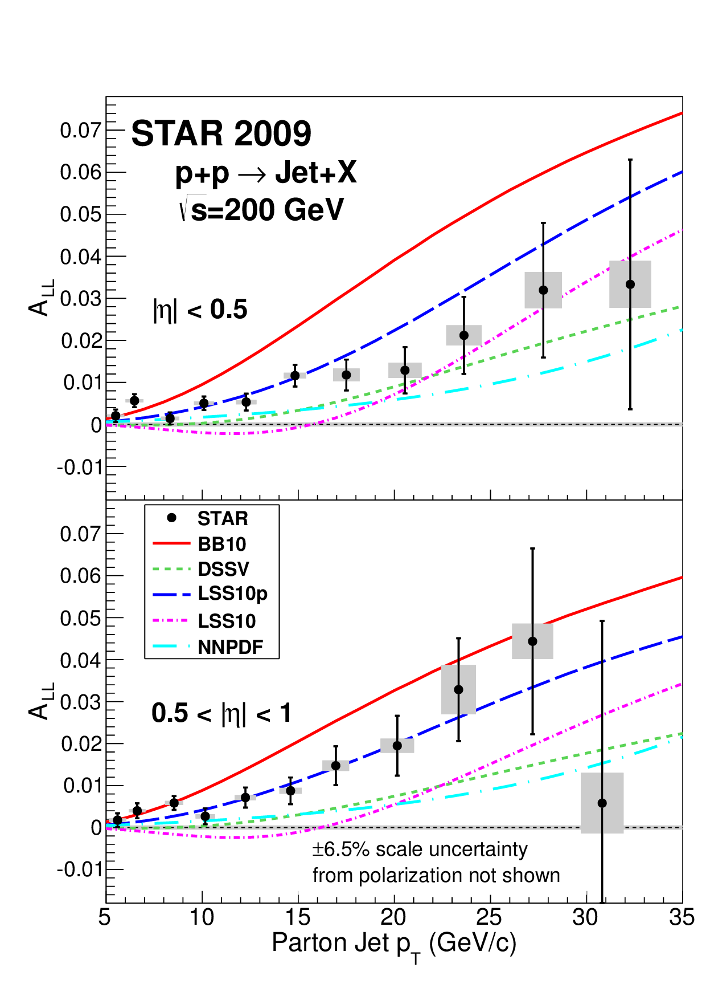 STAR 2009
p+p → Jet+X
√s=200 GeV
|η| < 0.5
A_LL
0.07
0.06
0.05
0.04
0.03
0.02
0.01
0
-0.01
STAR
BB10
DSSV
LSS10p
LSS10
NNPDF
0.5 < |η| < 1
A_LL
0.07
0.06
0.05
0.04
0.03
0.02
0.01
0
-0.01
±6.5% scale uncertainty
from polarization not shown
5 10 15 20 25 30 35
Parton Jet p_T (GeV/c)